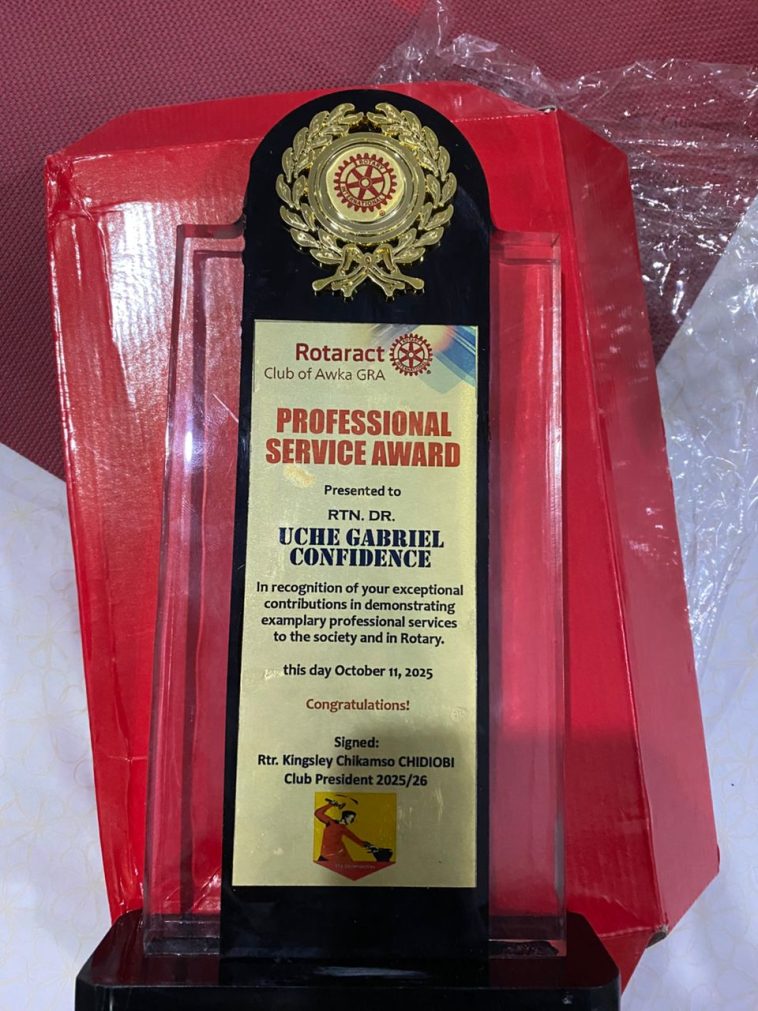 ROTARY
INTERNATIONAL
Rotaract
Club of Awka GRA
PROFESSIONAL
SERVICE AWARD
Presented to
RTN. DR.
UCHE GABRIEL
CONFIDENCE
In recognition of your exceptional
contributions in demonstrating
examplary professional services
to the society and in Rotary.
this day October 11, 2025
Congratulations!
Signed:
Rtr. Kingsley Chikamso CHIDIOBI
Club President 2025/26